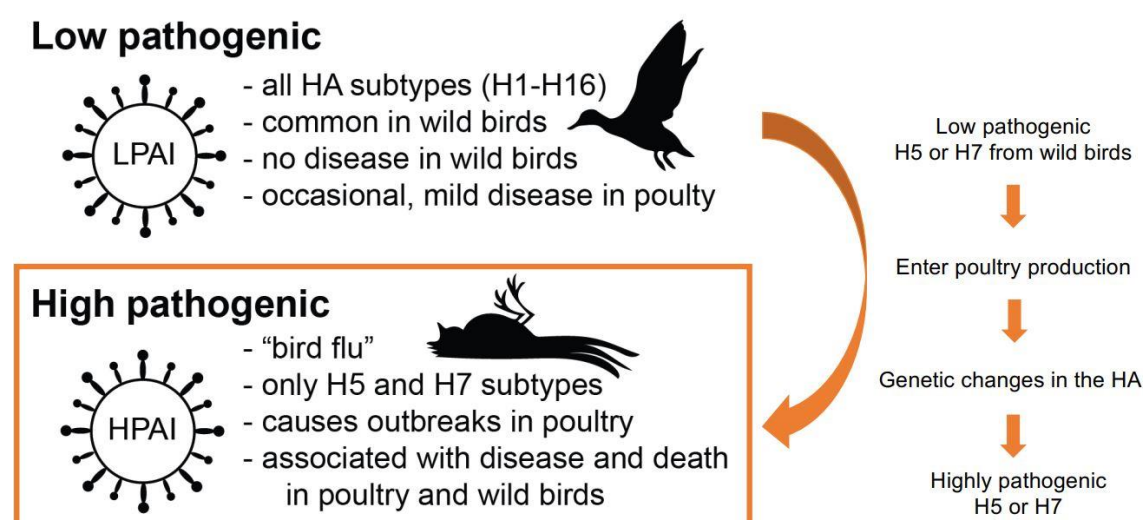 Low pathogenic
LPAI
- all HA subtypes (H1-H16)
- common in wild birds
- no disease in wild birds
- occasional, mild disease in poulty
High pathogenic
HPAI
- “bird flu”
- only H5 and H7 subtypes
- causes outbreaks in poultry
- associated with disease and death
in poultry and wild birds
Low pathogenic
H5 or H7 from wild birds
Enter poultry production
Genetic changes in the HA
Highly pathogenic
H5 or H7